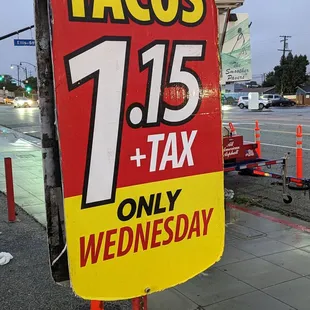 TACOS
1.15
+TAX
ONLY
WEDNESDAY